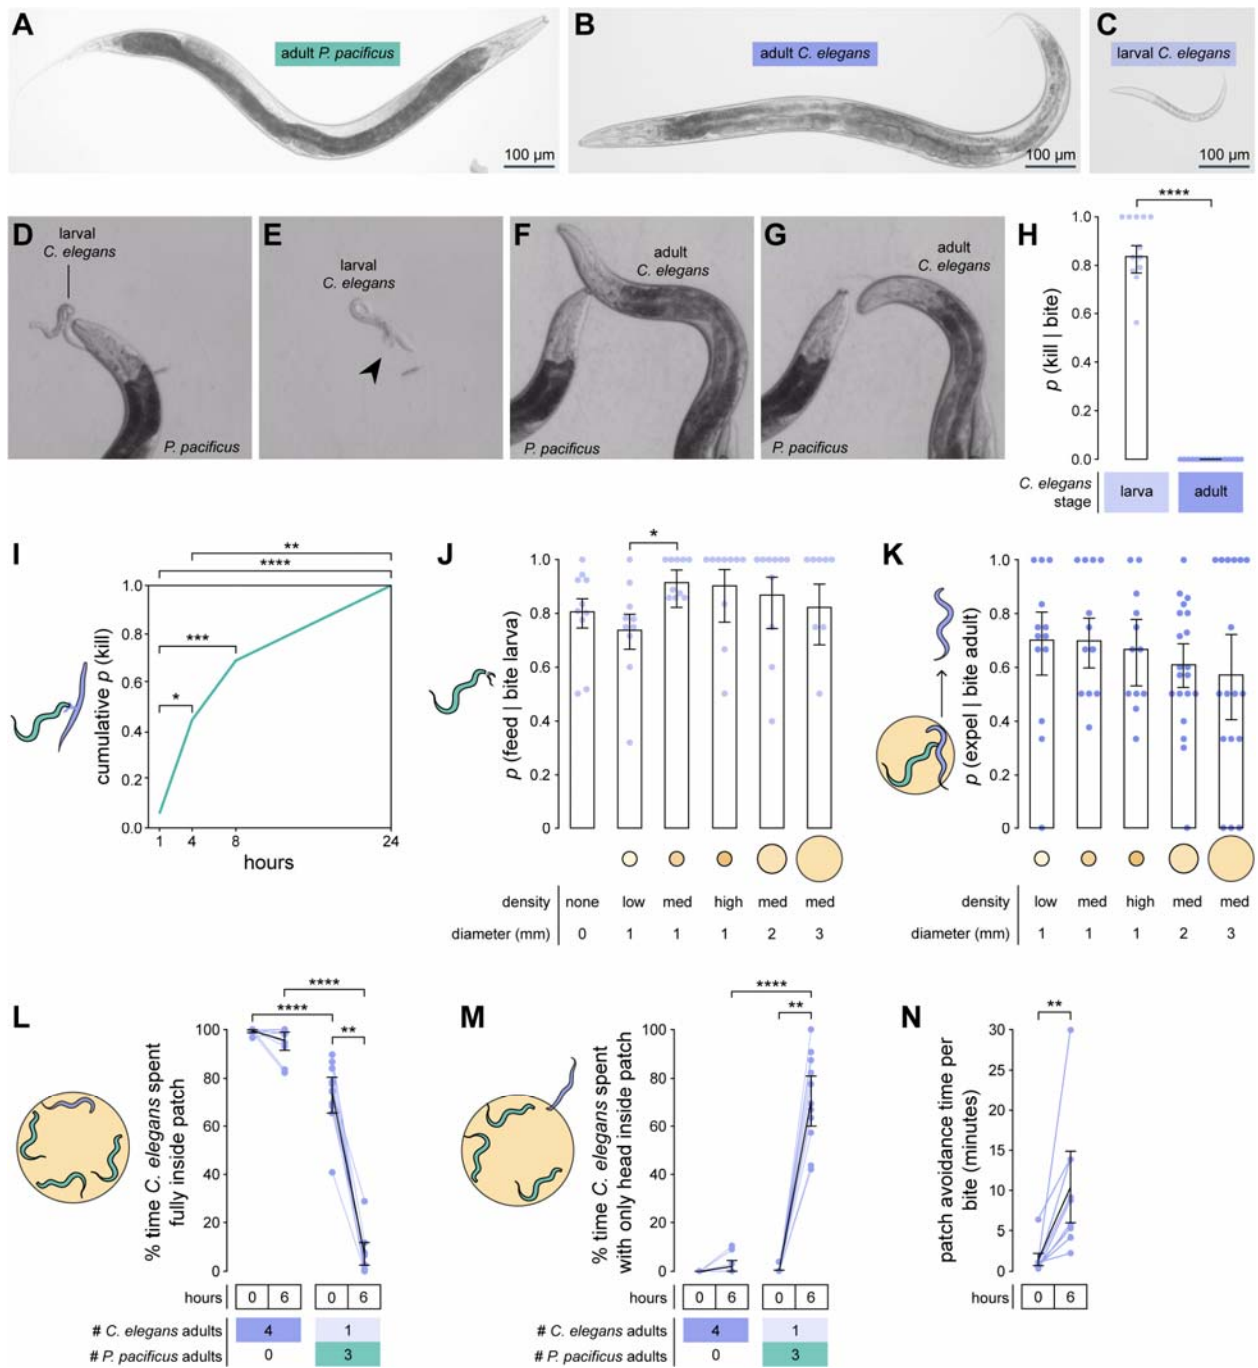 A
adult P. pacificus
100 µm
B
adult C. elegans
100 µm
C
larval C. elegans
100 µm
D
larval
C. elegans
P. pacificus
E
larval
C. elegans
F
adult
C. elegans
P. pacificus
G
adult
C. elegans
P. pacificus
H
****
p (kill | bite)
1.0
0.8
0.6
0.4
0.2
0.0
C. elegans
stage
larva
adult
I
**
****
***
*
cumulative p (kill)
1.0
0.8
0.6
0.4
0.2
0.0
1 4 8 24
hours
J
*
p (feed | bite larva)
1.0
0.8
0.6
0.4
0.2
0
density none low med high med med
diameter (mm) 0 1 1 1 2 3
K
p (expel | bite adult)
1.0
0.8
0.6
0.4
0.2
0
density low med high med med
diameter (mm) 1 1 1 2 3
L
****
****
**
% time C. elegans spent
fully inside patch
100
80
60
40
20
0
hours 0 6 0 6
# C. elegans adults 4 1
# P. pacificus adults 0 3
M
****
**
% time C. elegans spent
with only head inside patch
100
80
60
40
20
0
hours 0 6 0 6
# C. elegans adults 4 1
# P. pacificus adults 0 3
N
**
patch avoidance time per
bite (minutes)
30
25
20
15
10
5
0
hours 0 6